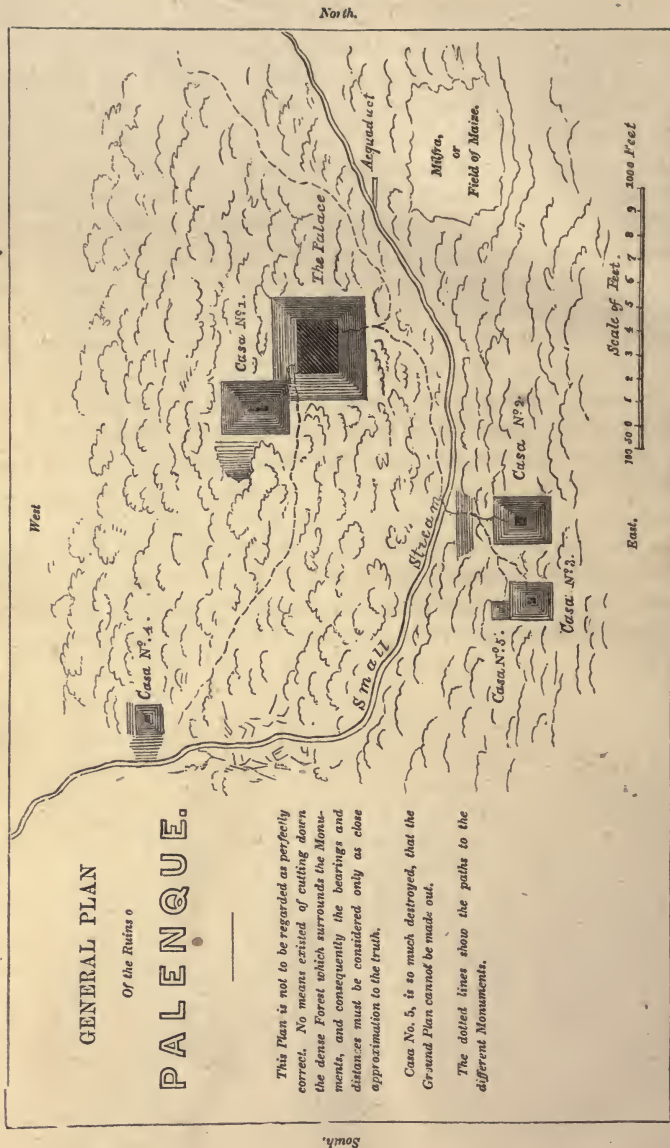 North.
West
South.
East.
GENERAL PLAN
Of the Ruins o
PALENQUE.
This Plan is not to be regarded as perfectly
correct. No means existed of cutting down
the dense Forest which surrounds the Monu-
ments, and consequently the bearings and
distances must be considered only as close
approximation to the truth.
Casa No. 5, is so much destroyed, that the
Ground Plan cannot be made out.
The dotted lines show the paths to the
different Monuments.
Casa Nº. 4.
Casa Nº 1.
The Palace
Small Stream
Aequaduct
Milfra,
or
Field of Maize.
Casa Nº. 5.
Casa Nº 3.
Casa Nº 2.
Scale of Feet.
100 50 0 1 2 3 4 5 6 7 8 9 1000 Feet